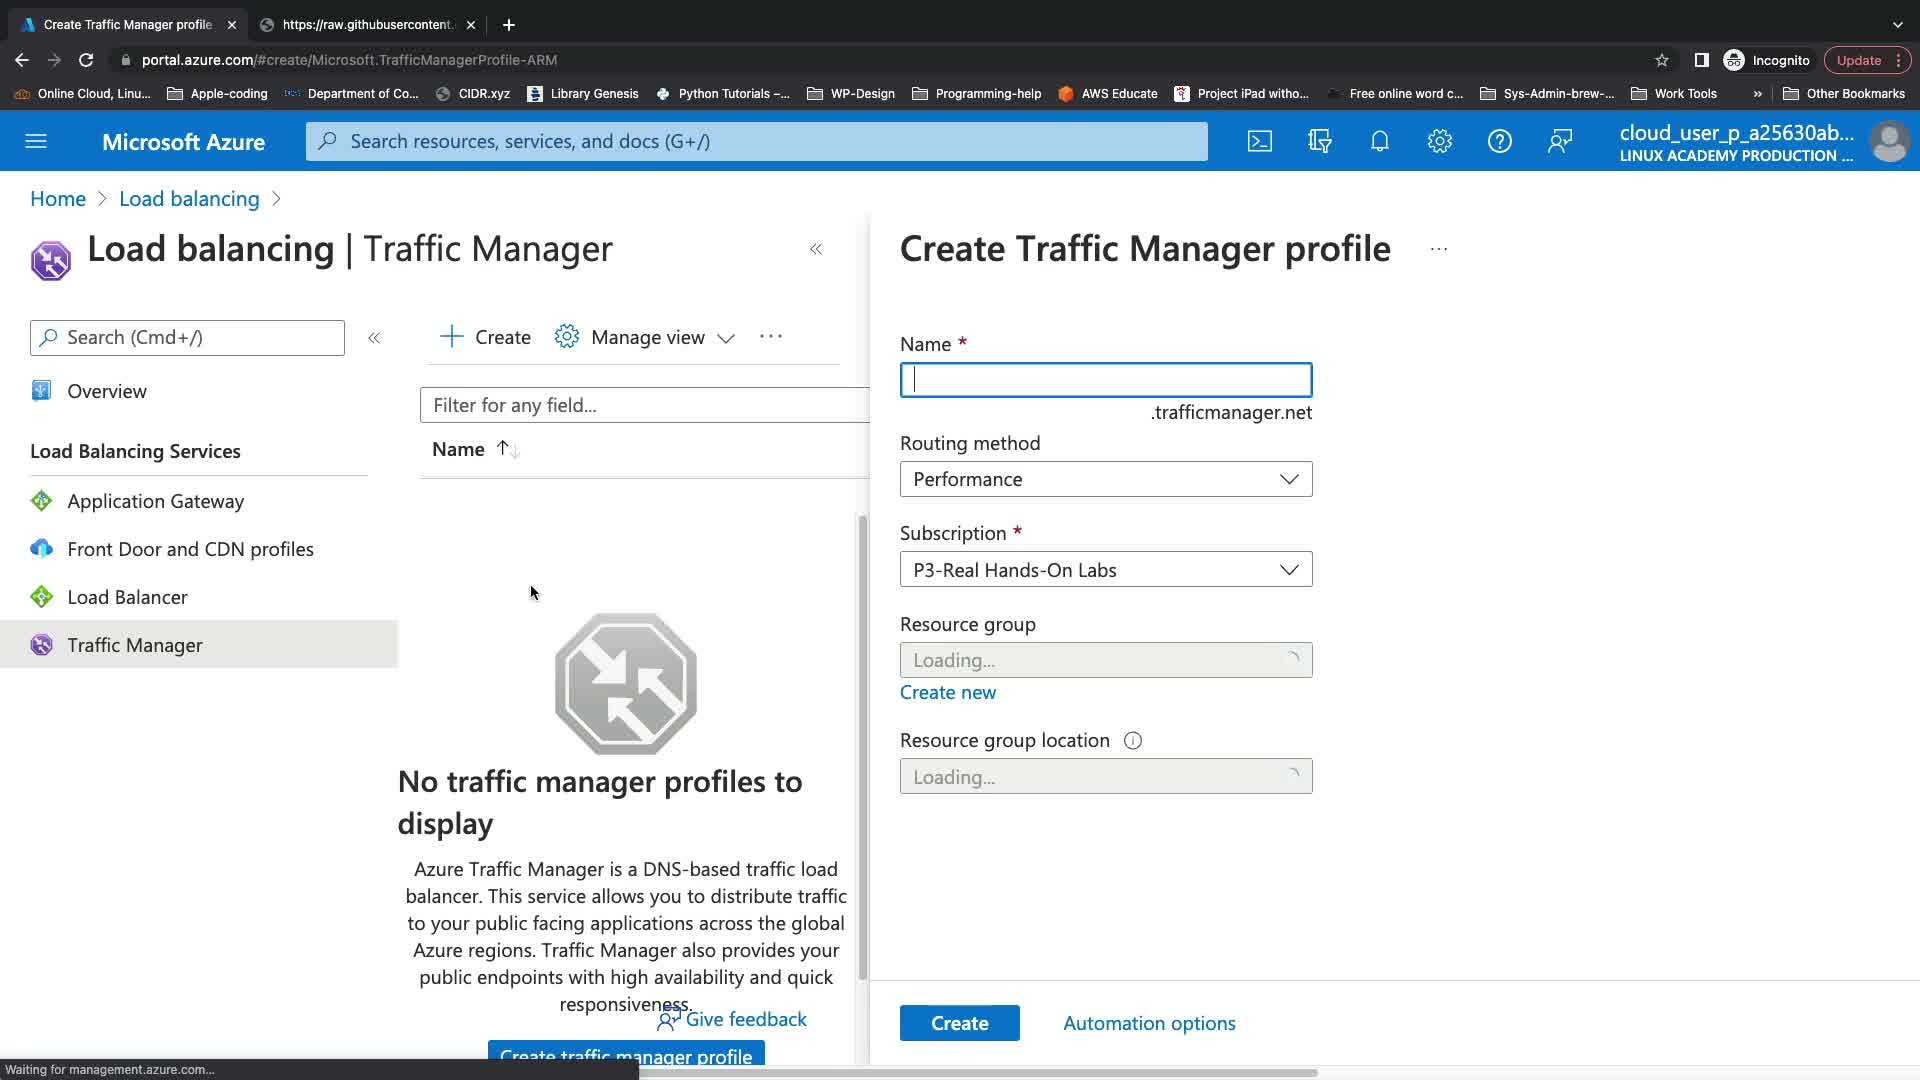 Create Traffic Manager profile
https://raw.githubusercontent.
portal.azure.com/#create/Microsoft.TrafficManagerProfile-ARM
Incognito
Update
Online Cloud, Linu...
Apple-coding
Department of Co...
CIDR.xyz
Library Genesis
Python Tutorials –...
WP-Design
Programming-help
AWS Educate
Project iPad witho...
Free online word c...
Sys-Admin-brew-...
Work Tools
»
Other Bookmarks
Microsoft Azure
Search resources, services, and docs (G+/)
cloud_user_p_a25630ab...
LINUX ACADEMY PRODUCTION ...
Home > Load balancing >
Load balancing | Traffic Manager
«
Search (Cmd+/)
«
Overview
Load Balancing Services
Application Gateway
Front Door and CDN profiles
Load Balancer
Traffic Manager
Create
Manage view
...
Filter for any field...
Name ↑↓
No traffic manager profiles to
display
Azure Traffic Manager is a DNS-based traffic load
balancer. This service allows you to distribute traffic
to your public facing applications across the global
Azure regions. Traffic Manager also provides your
public endpoints with high availability and quick
responsiveness.
Give feedback
Create traffic manager profile
Create Traffic Manager profile
...
Name *
.trafficmanager.net
Routing method
Performance
Subscription *
P3-Real Hands-On Labs
Resource group
Loading...
Create new
Resource group location
Loading...
Create
Automation options
Waiting for management.azure.com...